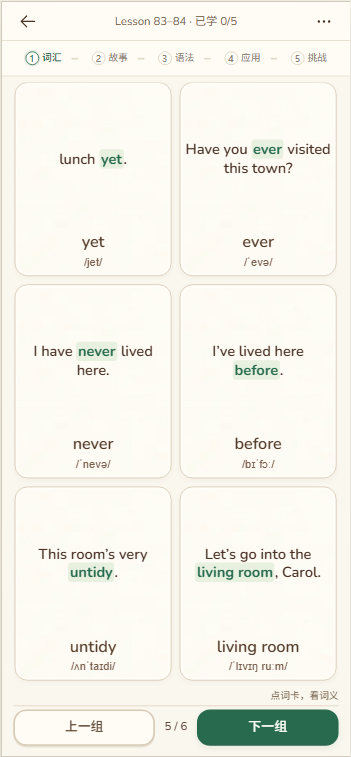 Lesson 83–84 · 已学 0/5
1 词汇 – 2 故事 – 3 语法 – 4 应用 – 5 挑战
lunch yet.
yet
/jet/
Have you ever visited
this town?
ever
/ˈevə/
I have never lived
here.
never
/ˈnevə/
I’ve lived here
before.
before
/bɪˈfɔː/
This room’s very
untidy.
untidy
/ʌnˈtaɪdi/
Let’s go into the
living room, Carol.
living room
/ˈlɪvɪŋ ruːm/
点词卡，看词义
上一组
5 / 6
下一组